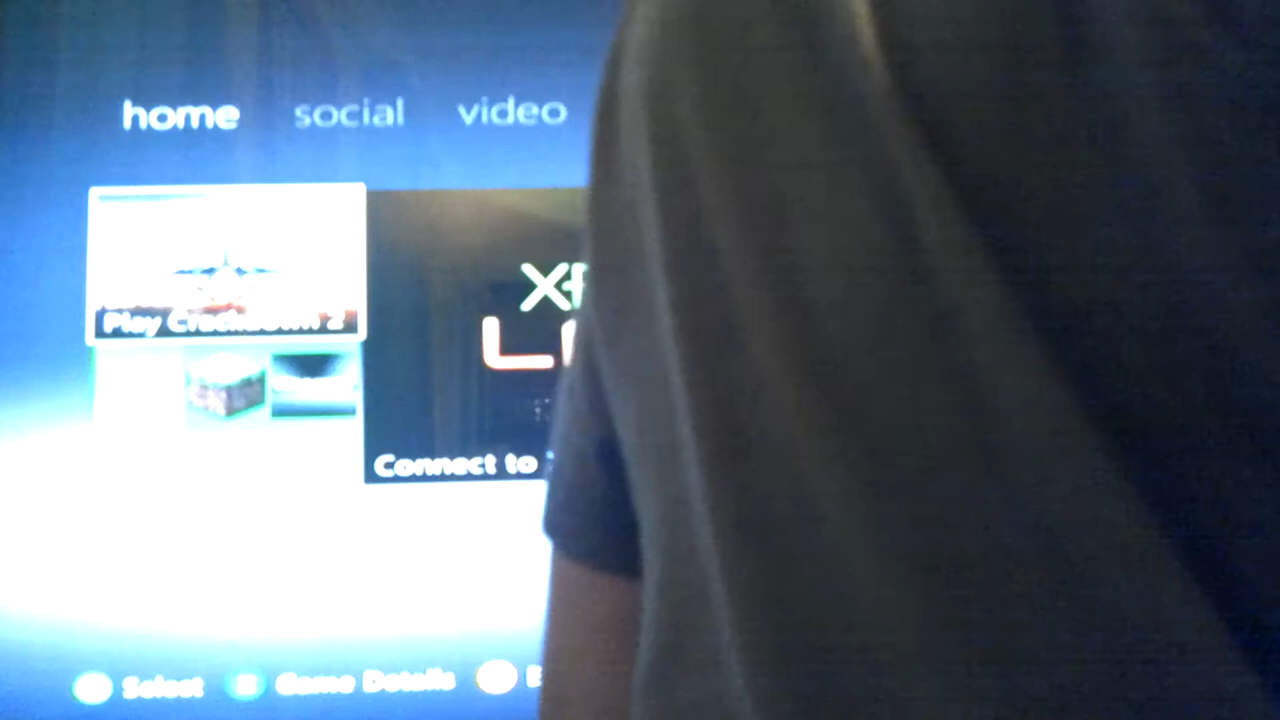 home social video
Play Crackdown 2
Connect to
Select Game Details